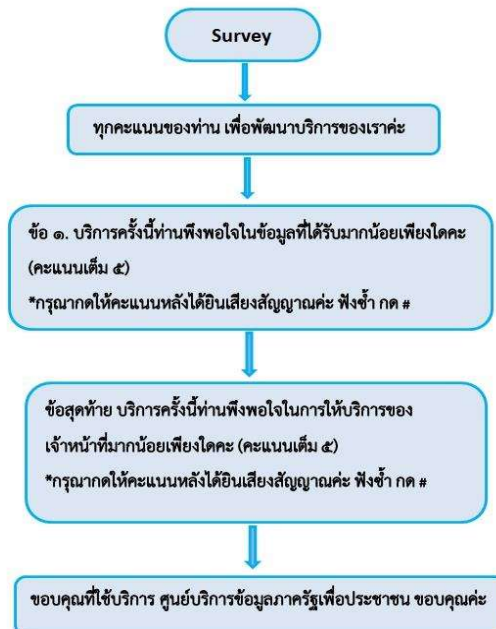 Survey
ทุกคะแนนของท่าน เพื่อพัฒนาบริการของเราค่ะ
ข้อ ๑. บริการครั้งนี้ท่านพึงพอใจในข้อมูลที่ได้รับมากน้อยเพียงใดคะ
(คะแนนเต็ม ๕)
*กรุณากดให้คะแนนหลังได้ยินเสียงสัญญาณค่ะ ฟังซ้ำ กด #
ข้อสุดท้าย บริการครั้งนี้ท่านพึงพอใจในการให้บริการของ
เจ้าหน้าที่มากน้อยเพียงใดคะ (คะแนนเต็ม ๕)
*กรุณากดให้คะแนนหลังได้ยินเสียงสัญญาณค่ะ ฟังซ้ำ กด #
ขอบคุณที่ใช้บริการ ศูนย์บริการข้อมูลภาครัฐเพื่อประชาชน ขอบคุณค่ะ